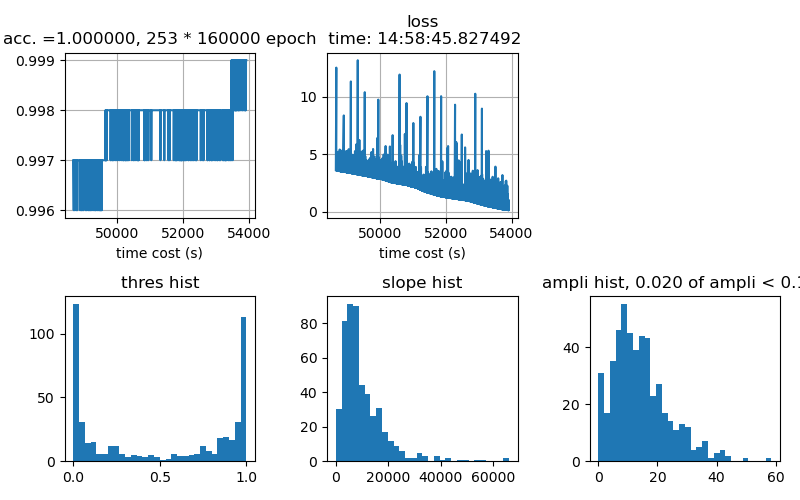 acc. =1.000000, 253 * 160000 epoch
loss
time: 14:58:45.827492
0.999
0.998
0.997
0.996
50000 52000 54000
time cost (s)
10
5
0
50000 52000 54000
time cost (s)
thres hist
100
50
0
0.0 0.5 1.0
slope hist
80
60
40
20
0
0 20000 40000 60000
ampli hist, 0.020 of ampli < 0.1
40
20
0
0 20 40 60